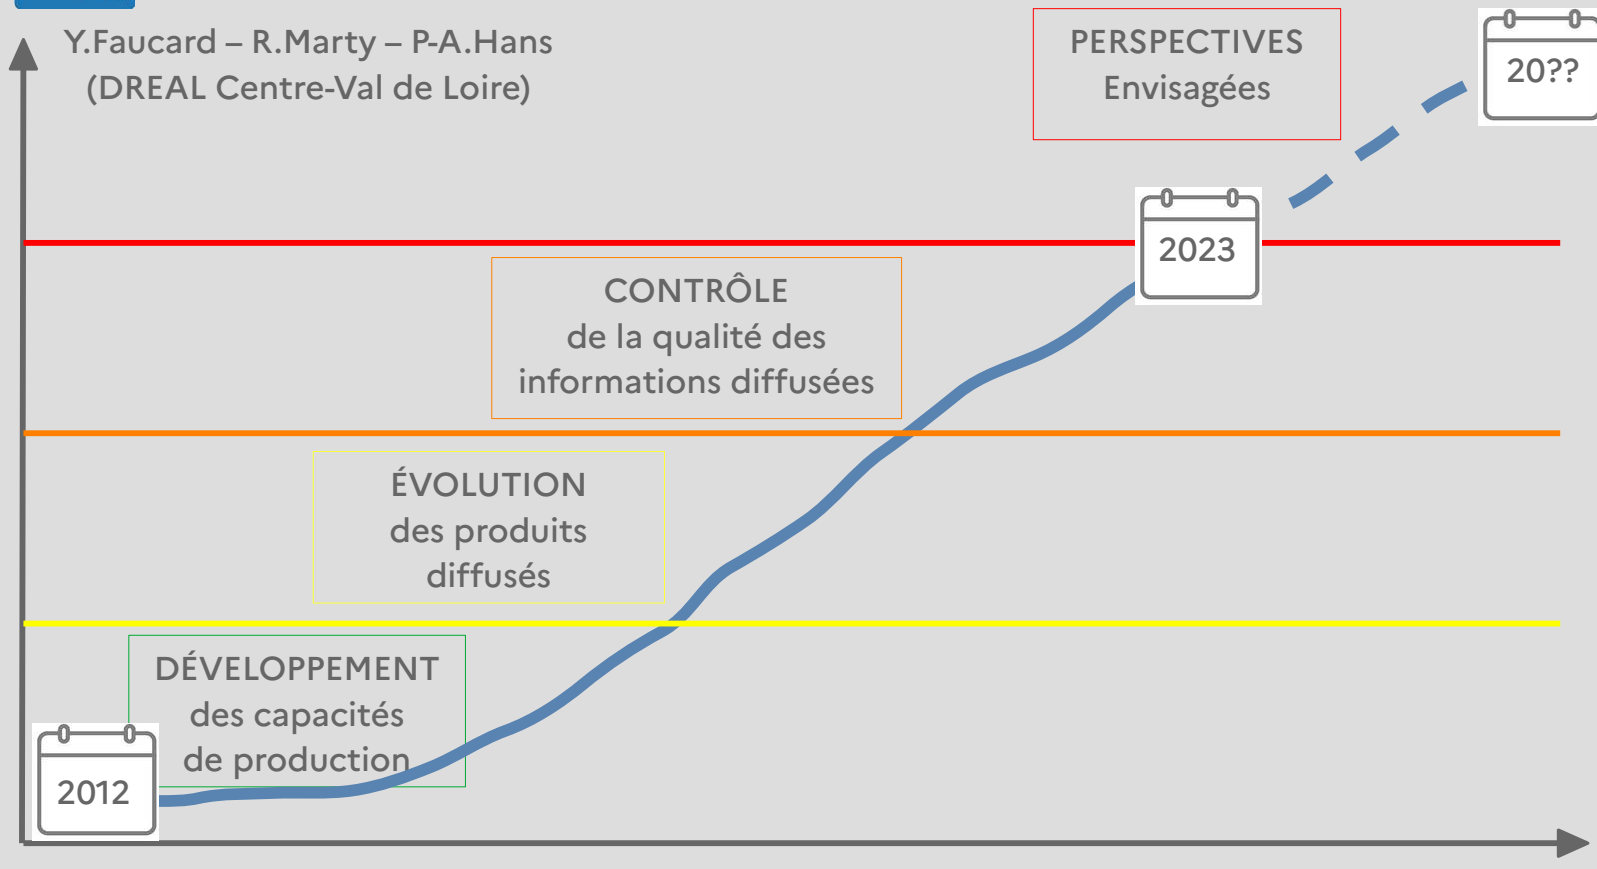 Y.Faucard – R.Marty – P-A.Hans
(DREAL Centre-Val de Loire)
PERSPECTIVES
Envisagées
20??
2023
CONTRÔLE
de la qualité des
informations diffusées
ÉVOLUTION
des produits
diffusés
DÉVELOPPEMENT
des capacités
de production
2012